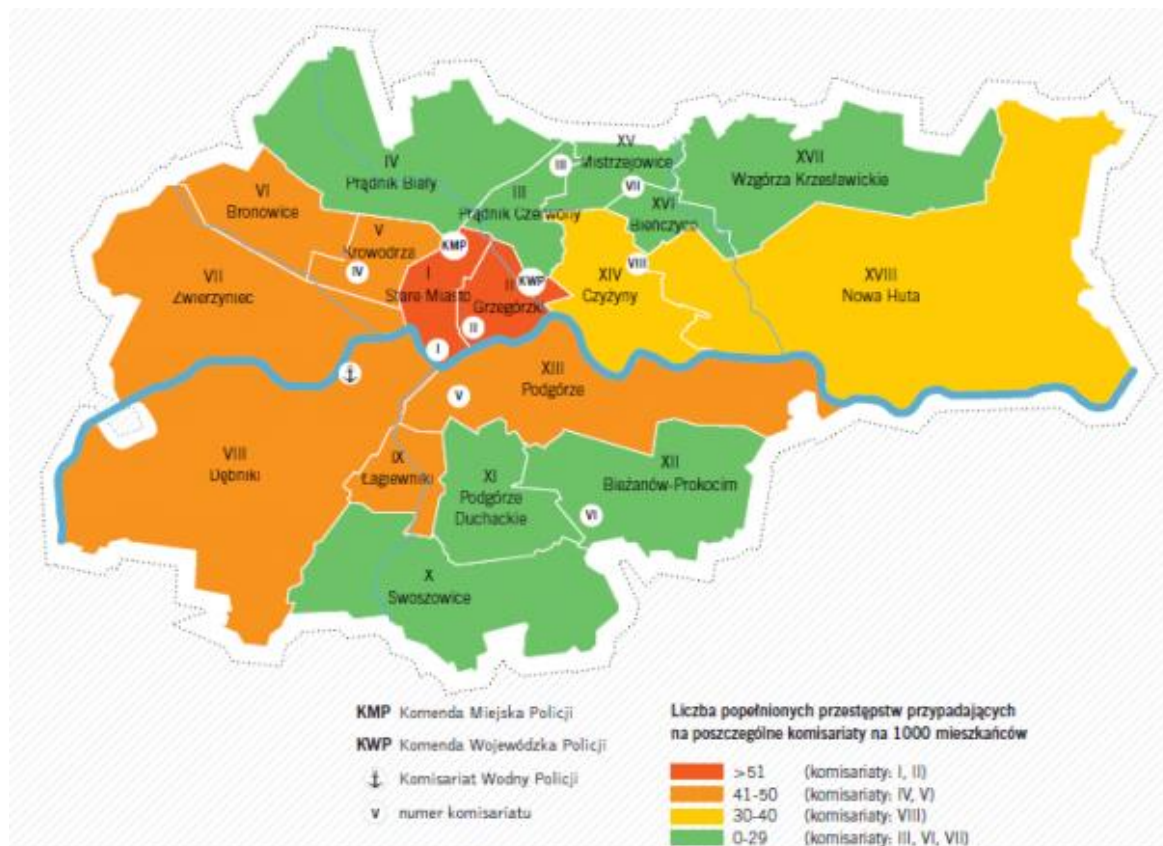 IV
Prądnik Biały
XV
Mistrzejowice
III
XVII
Wzgórza Krzesławickie
VII
III
Prądnik Czerwony
XVI
Bieńczyce
VI
Bronowice
V
Krowodrza
KMP
IV
VIII
VII
Zwierzyniec
I
Stare Miasto
II
Grzegórzki
KWP
XIV
Czyżyny
XVIII
Nowa Huta
II
I
XIII
Podgórze
V
VIII
Dębniki
IX
Łagiewniki
XI
Podgórze
Duchackie
XII
Bieżanów-Prokocim
VI
X
Swoszowice
KMP Komenda Miejska Policji
KWP Komenda Wojewódzka Policji
Komisariat Wodny Policji
V numer komisariatu
Liczba popełnionych przestępstw przypadających
na poszczególne komisariaty na 1000 mieszkańców
>51 (komisariaty: I, II)
41-50 (komisariaty: IV, V)
30-40 (komisariaty: VIII)
0-29 (komisariaty: III, VI, VII)